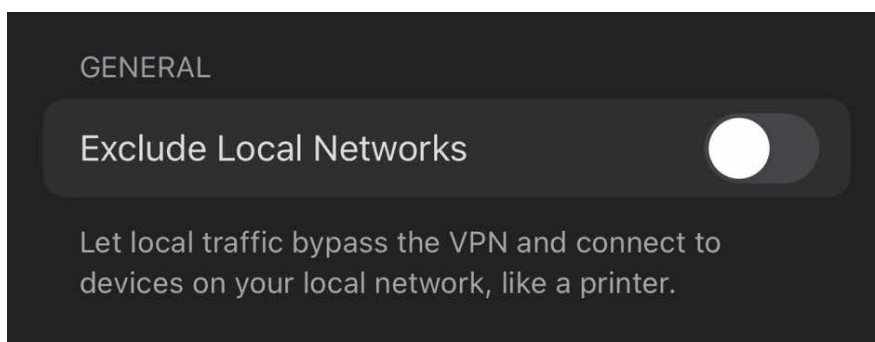 GENERAL
Exclude Local Networks
Let local traffic bypass the VPN and connect to
devices on your local network, like a printer.